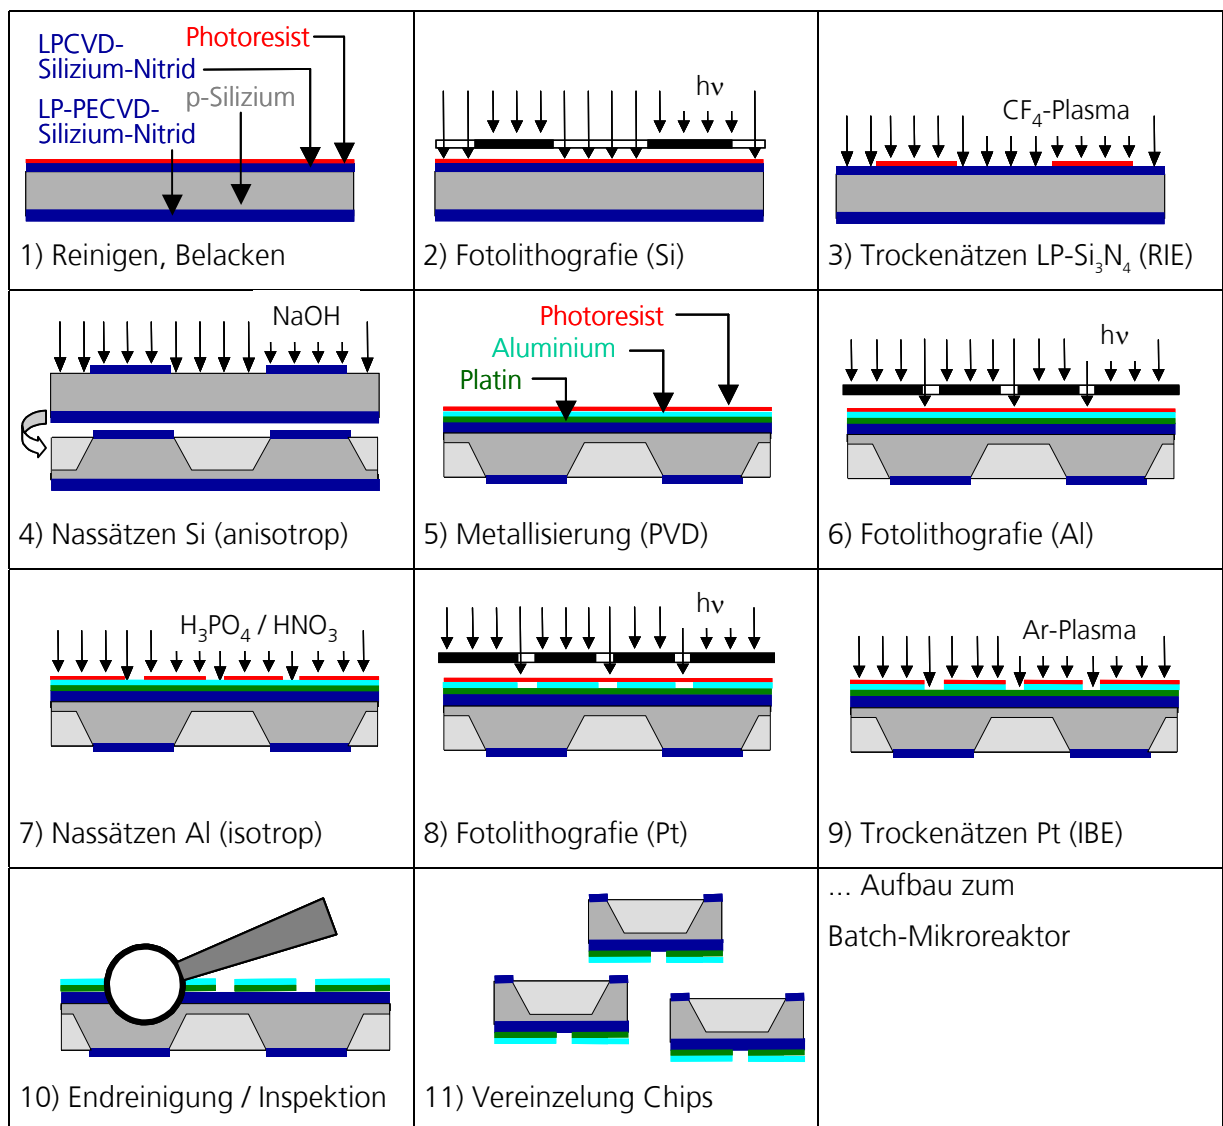 LPCVD-
Silizium-Nitrid
Photoresist
LP-PECVD-
Silizium-Nitrid
p-Silizium
1) Reinigen, Belacken
hν
2) Fotolithografie (Si)
CF₄-Plasma
3) Trockenätzen LP-Si₃N₄ (RIE)
NaOH
4) Nassätzen Si (anisotrop)
Photoresist
Aluminium
Platin
5) Metallisierung (PVD)
hν
6) Fotolithografie (Al)
H₃PO₄ / HNO₃
7) Nassätzen Al (isotrop)
hν
8) Fotolithografie (Pt)
Ar-Plasma
9) Trockenätzen Pt (IBE)
10) Endreinigung / Inspektion
11) Vereinzelung Chips
... Aufbau zum
Batch-Mikroreaktor